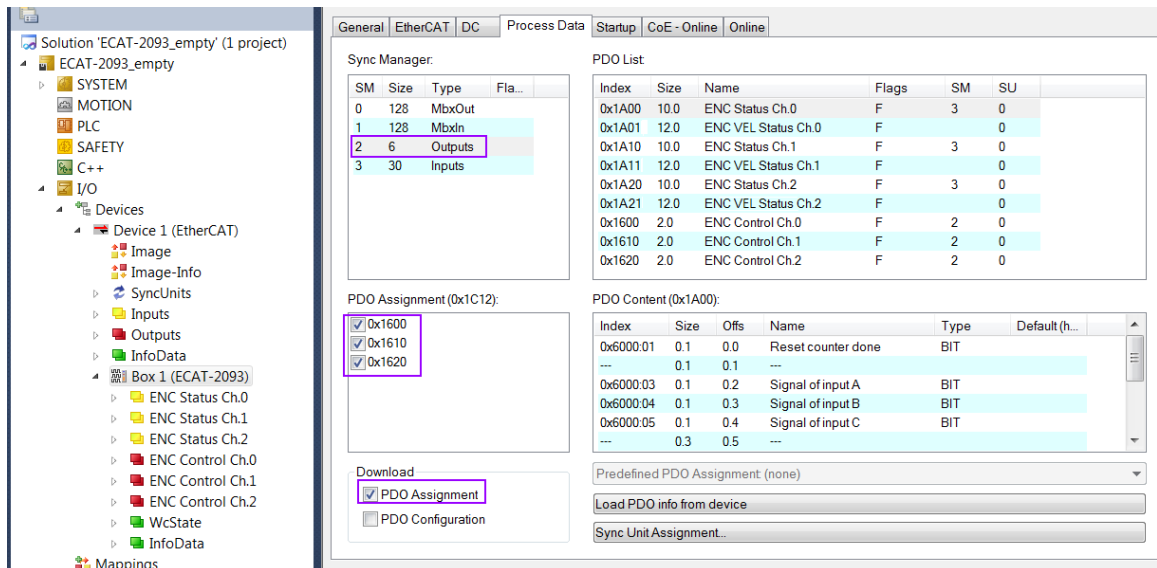 Solution 'ECAT-2093_empty' (1 project)
ECAT-2093_empty
SYSTEM
MOTION
PLC
SAFETY
C++
I/O
Devices
Device 1 (EtherCAT)
Image
Image-Info
SyncUnits
Inputs
Outputs
InfoData
Box 1 (ECAT-2093)
ENC Status Ch.0
ENC Status Ch.1
ENC Status Ch.2
ENC Control Ch.0
ENC Control Ch.1
ENC Control Ch.2
WcState
InfoData
Mappings
General EtherCAT DC Process Data Startup CoE - Online Online
Sync Manager:
SM Size Type Fla...
0 128 MbxOut
1 128 MbxIn
2 6 Outputs
3 30 Inputs
PDO List:
Index Size Name Flags SM SU
0x1A00 10.0 ENC Status Ch.0 F 3 0
0x1A01 12.0 ENC VEL Status Ch.0 F 0
0x1A10 10.0 ENC Status Ch.1 F 3 0
0x1A11 12.0 ENC VEL Status Ch.1 F 0
0x1A20 10.0 ENC Status Ch.2 F 3 0
0x1A21 12.0 ENC VEL Status Ch.2 F 0
0x1600 2.0 ENC Control Ch.0 F 2 0
0x1610 2.0 ENC Control Ch.1 F 2 0
0x1620 2.0 ENC Control Ch.2 F 2 0
PDO Assignment (0x1C12):
0x1600
0x1610
0x1620
PDO Content (0x1A00):
Index Size Offs Name Type Default (h...
0x6000:01 0.1 0.0 Reset counter done BIT
--- 0.1 0.1 ---
0x6000:03 0.1 0.2 Signal of input A BIT
0x6000:04 0.1 0.3 Signal of input B BIT
0x6000:05 0.1 0.4 Signal of input C BIT
--- 0.3 0.5 ---
Download
PDO Assignment
PDO Configuration
Predefined PDO Assignment: (none)
Load PDO info from device
Sync Unit Assignment...